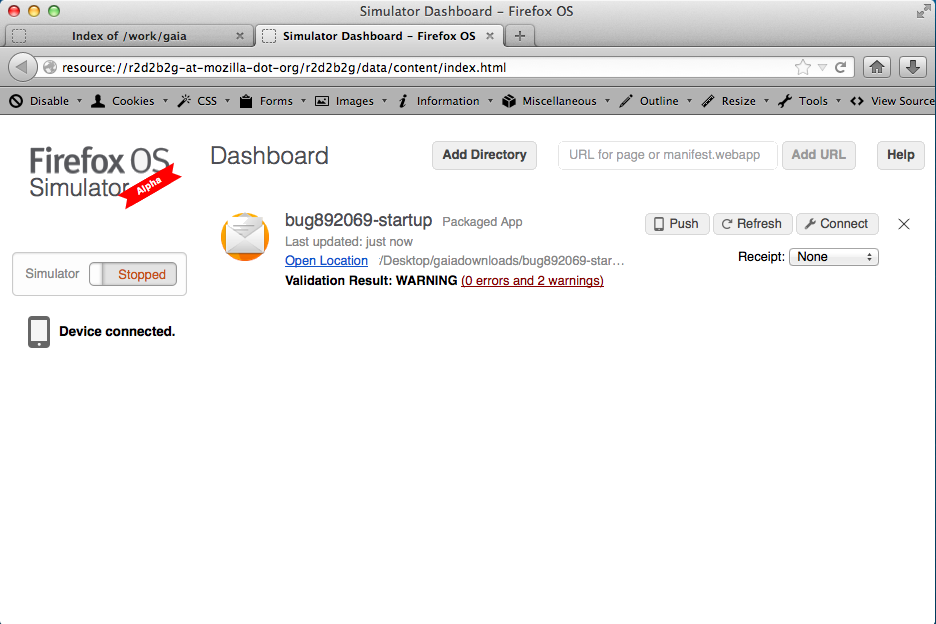 Simulator Dashboard – Firefox OS
Index of /work/gaia
Simulator Dashboard – Firefox OS
resource://r2d2b2g-at-mozilla-dot-org/r2d2b2g/data/content/index.html
Disable Cookies CSS Forms Images Information Miscellaneous Outline Resize Tools View Source
Firefox OS
Simulator
Alpha
Dashboard
Add Directory
URL for page or manifest.webapp
Add URL
Help
bug892069-startup Packaged App
Push Refresh Connect
Last updated: just now
Open Location /Desktop/gaiadownloads/bug892069-star…
Receipt: None
Validation Result: WARNING (0 errors and 2 warnings)
Simulator Stopped
Device connected.